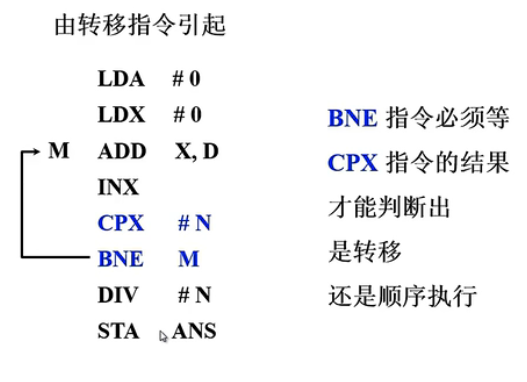 由转移指令引起
LDA # 0
LDX # 0
M ADD X, D
INX
CPX # N
BNE M
DIV # N
STA ANS
BNE 指令必须等
CPX 指令的结果
才能判断出
是转移
还是顺序执行